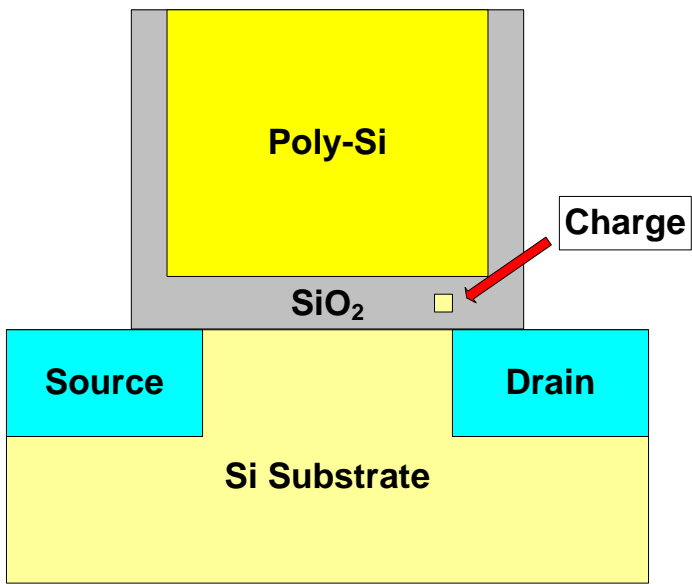 Poly-Si
Charge
SiO₂
Source
Drain
Si Substrate